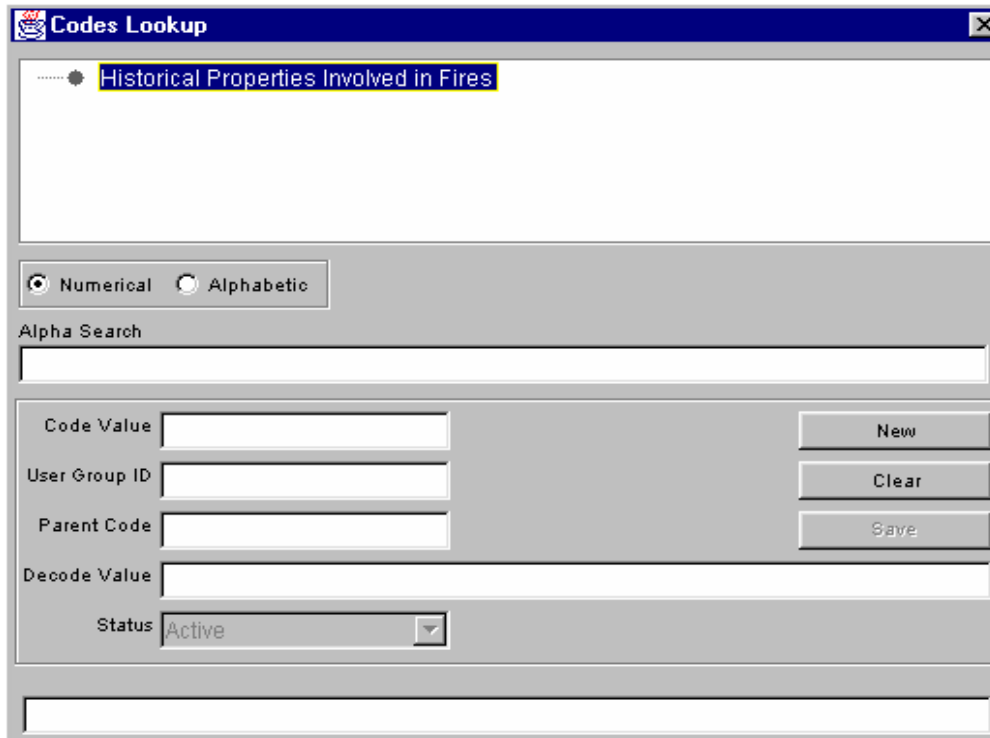 Codes Lookup
Historical Properties Involved in Fires
Numerical Alphabetic
Alpha Search
Code Value New
User Group ID Clear
Parent Code Save
Decode Value
Status Active